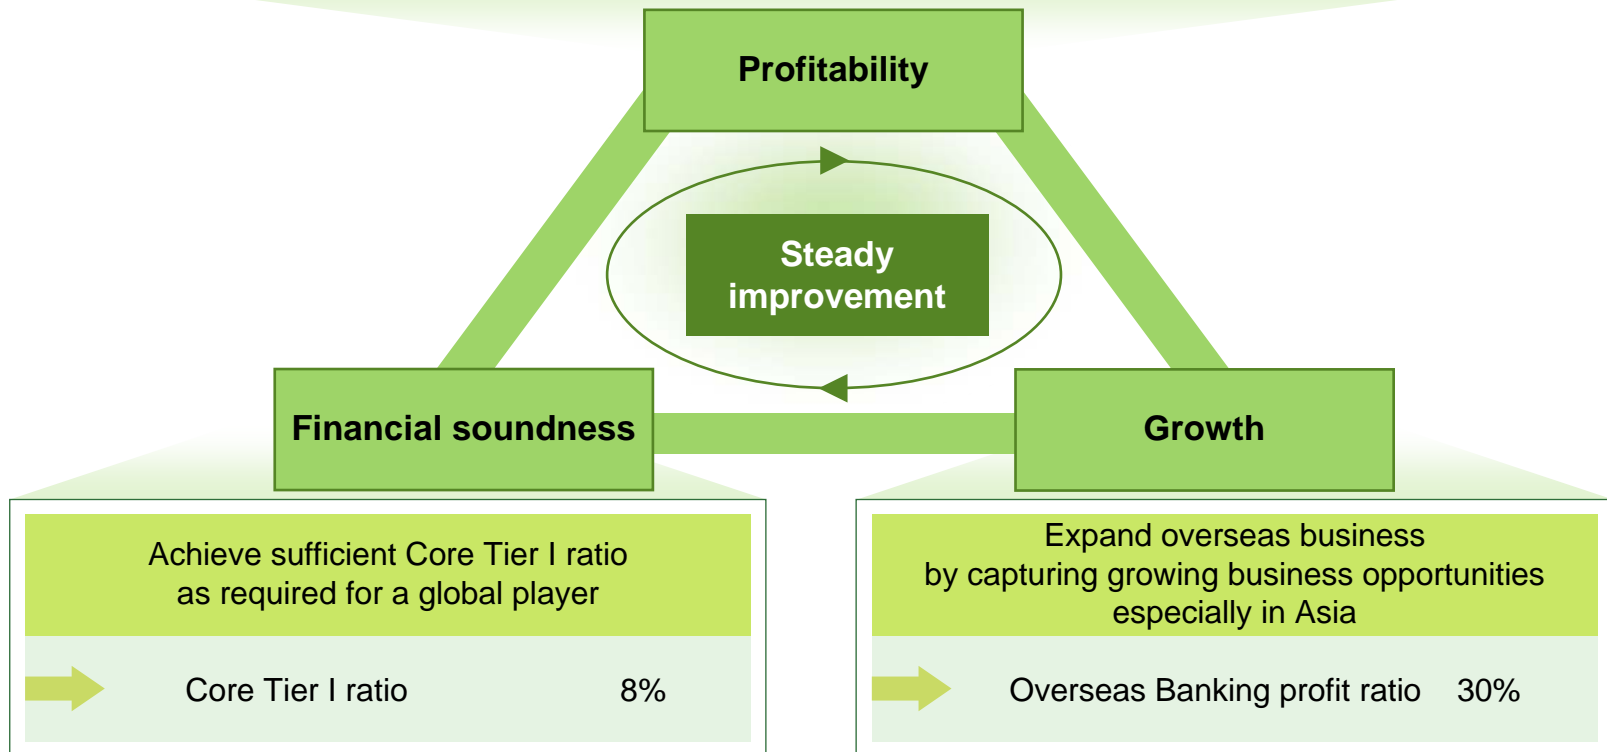 Profitability
Steady
improvement
Financial soundness
Growth
Achieve sufficient Core Tier I ratio
as required for a global player
Core Tier I ratio 8%
Expand overseas business
by capturing growing business opportunities
especially in Asia
Overseas Banking profit ratio 30%